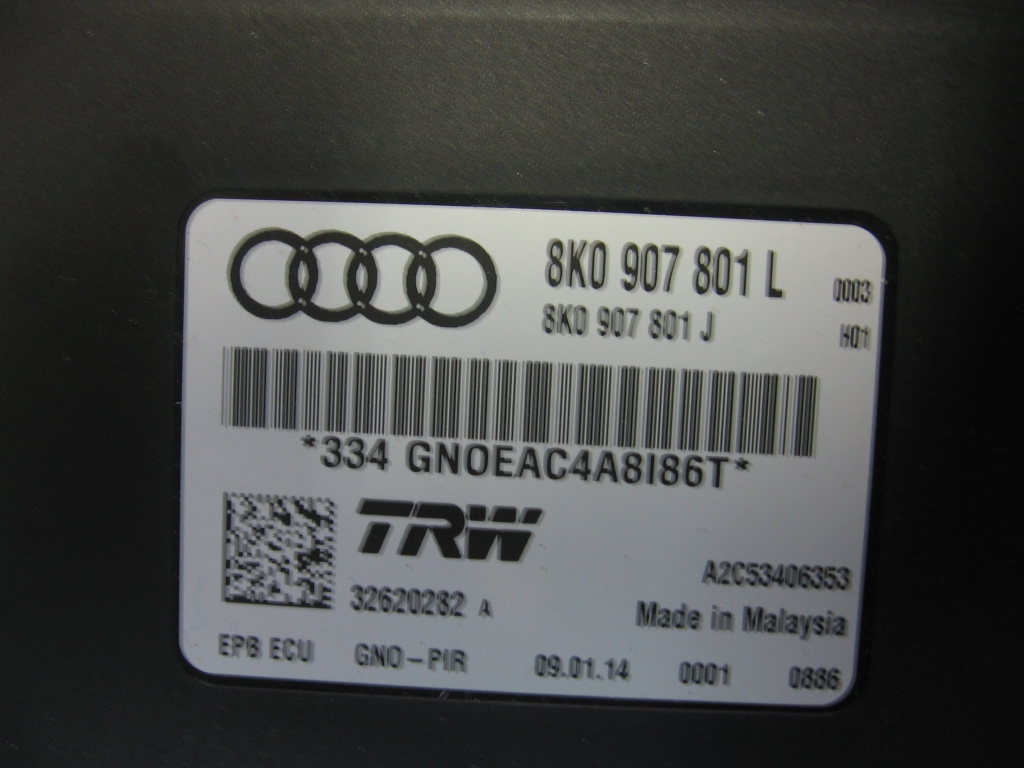 8K0 907 801 L 0003
8K0 907 801 J H01
*334 GNOEAC4A8I86T*
TRW
A2C53406353
32620282 A Made in Malaysia
EPB ECU GNO-PIR 09.01.14 0001 0886